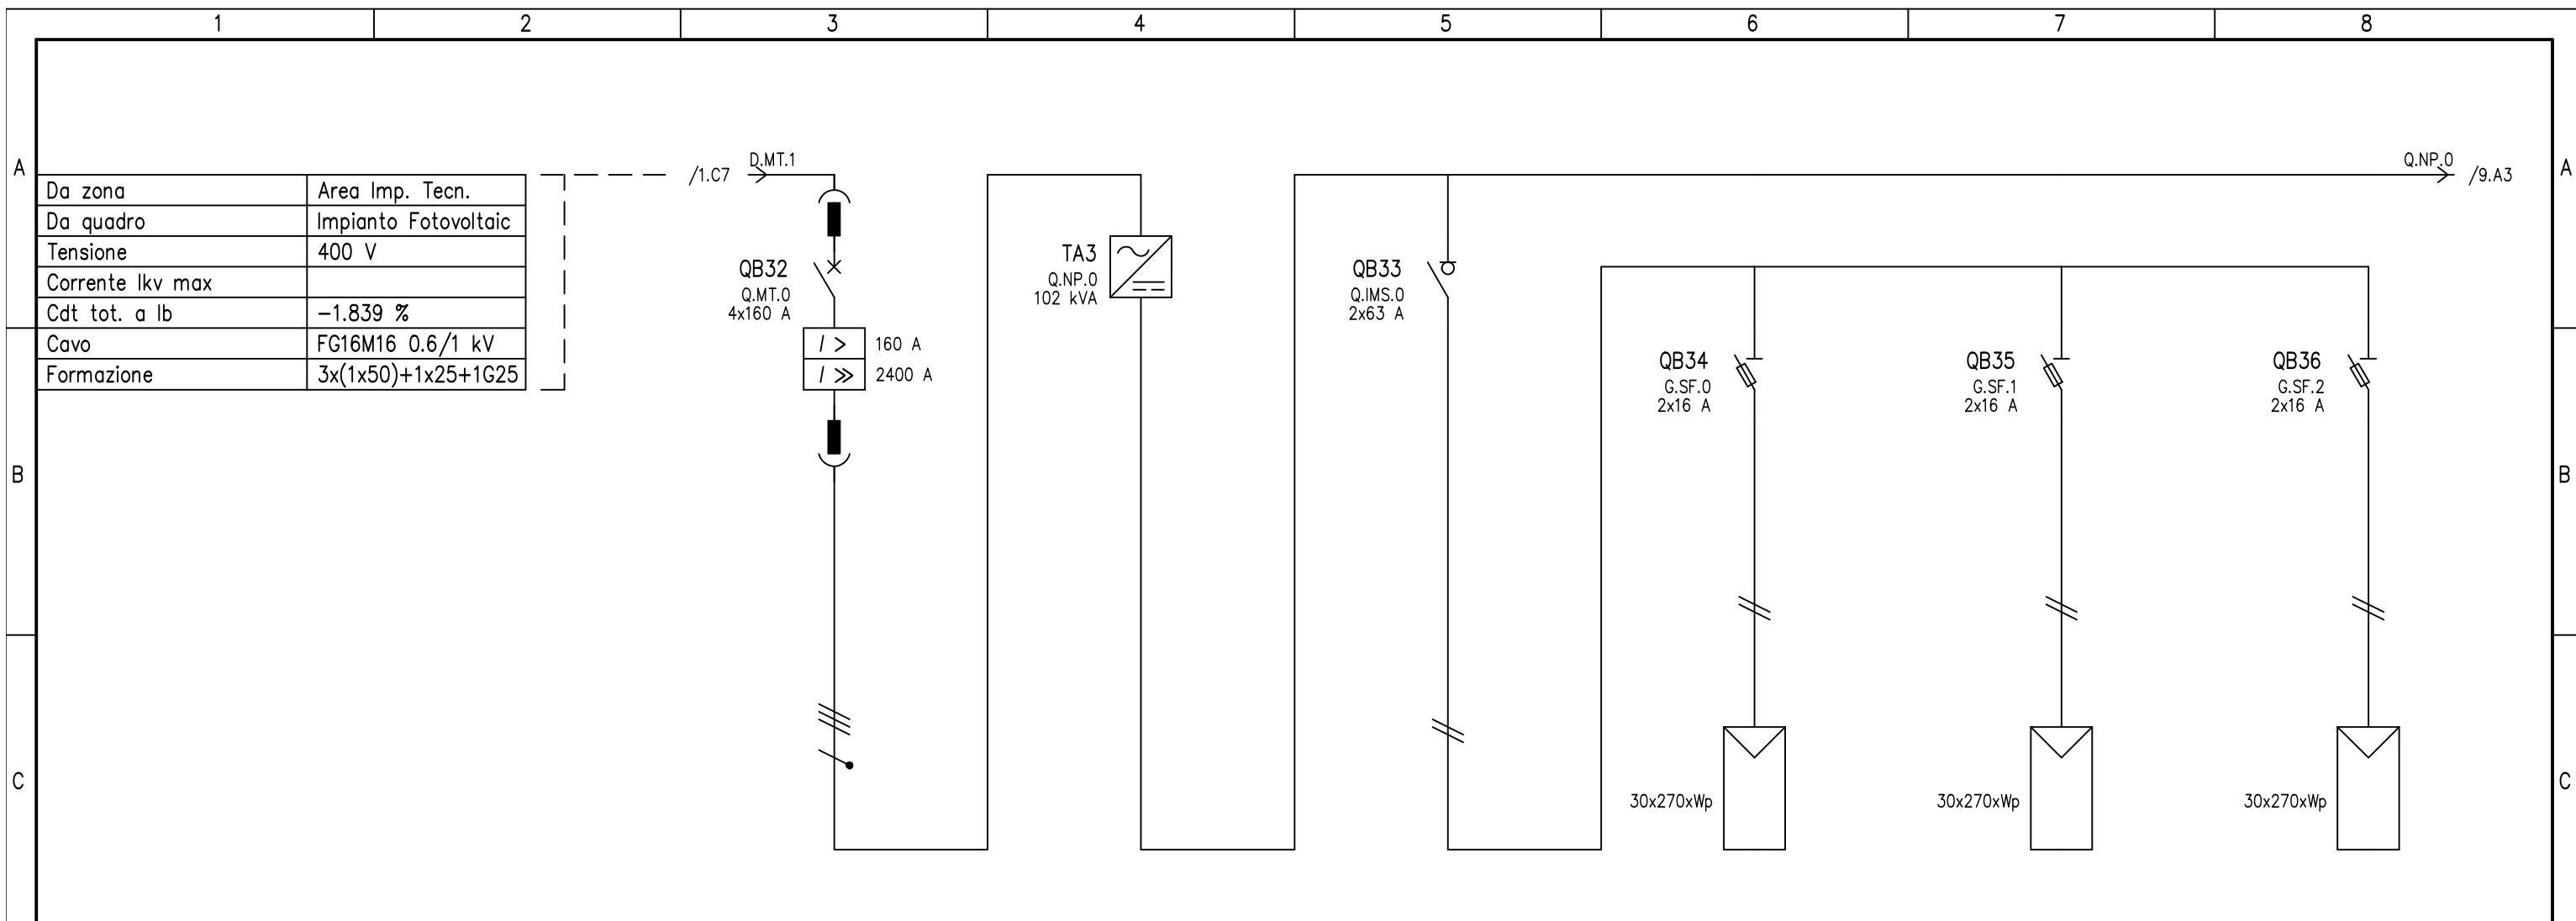 1 2 3 4 5 6 7 8
A A
Da zona Area Imp. Tecn.
Da quadro Impianto Fotovoltaic
Tensione 400 V
Corrente Ikv max
Cdt tot. a Ib -1.839 %
Cavo FG16M16 0.6/1 kV
Formazione 3x(1x50)+1x25+1G25
/1.C7
D.MT.1
QB32
Q.MT.0
4x160 A
I > 160 A
I >> 2400 A
TA3
Q.NP.0
102 kVA
QB33
Q.IMS.0
2x63 A
Q.NP.0
/9.A3
QB34
G.SF.0
2x16 A
QB35
G.SF.1
2x16 A
QB36
G.SF.2
2x16 A
B B
C C
30x270xWp
30x270xWp
30x270xWp